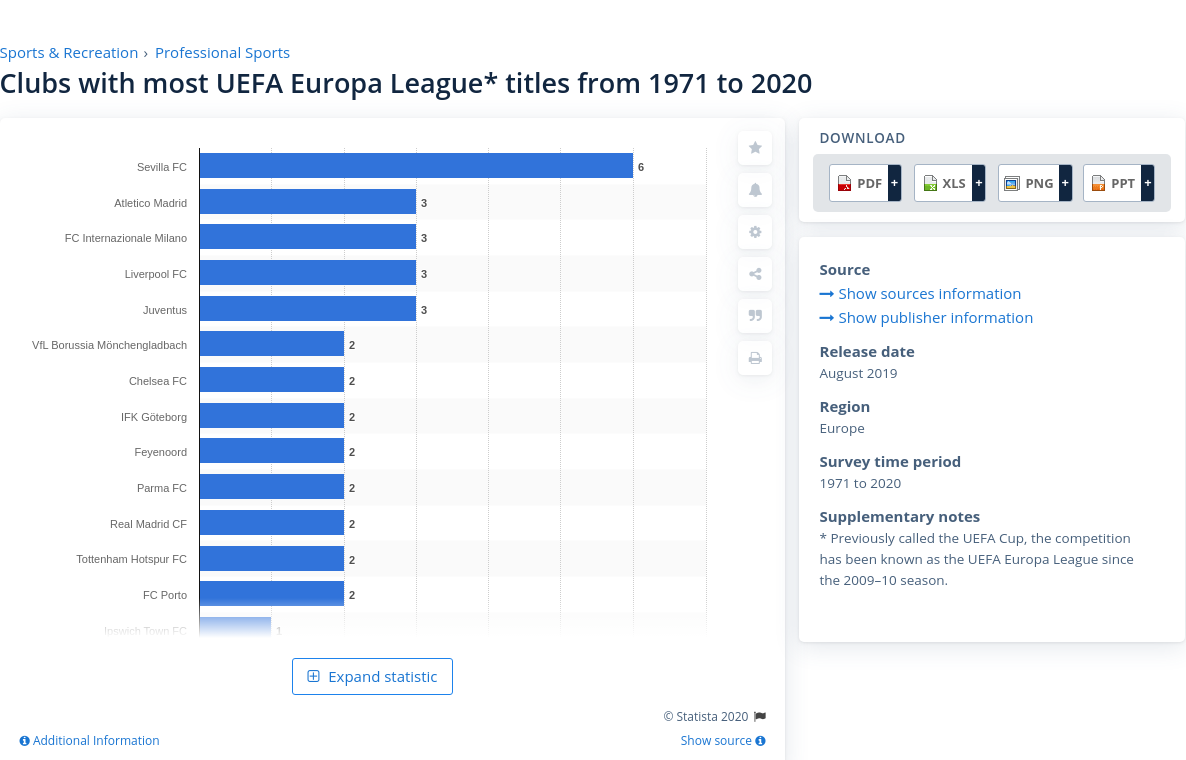 Sports & Recreation › Professional Sports
Clubs with most UEFA Europa League* titles from 1971 to 2020
Sevilla FC 6
Atletico Madrid 3
FC Internazionale Milano 3
Liverpool FC 3
Juventus 3
VfL Borussia Mönchengladbach 2
Chelsea FC 2
IFK Göteborg 2
Feyenoord 2
Parma FC 2
Real Madrid CF 2
Tottenham Hotspur FC 2
FC Porto 2
Ipswich Town FC 1
Expand statistic
© Statista 2020
Additional Information
Show source
DOWNLOAD
PDF + XLS + PNG + PPT +
Source
Show sources information
Show publisher information
Release date
August 2019
Region
Europe
Survey time period
1971 to 2020
Supplementary notes
* Previously called the UEFA Cup, the competition
has been known as the UEFA Europa League since
the 2009–10 season.